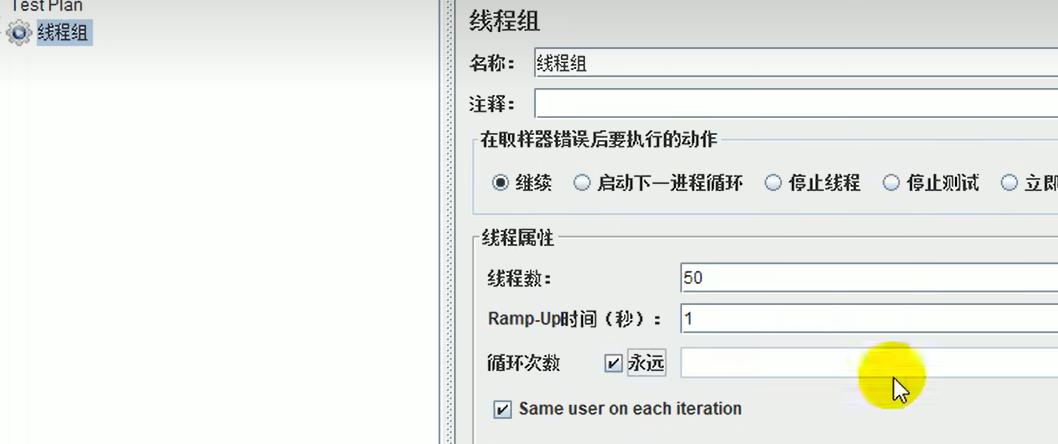 Test Plan
线程组
线程组
名称： 线程组
注释：
在取样器错误后要执行的动作
继续 启动下一进程循环 停止线程 停止测试 立即
线程属性
线程数： 50
Ramp-Up时间（秒）： 1
循环次数 永远
Same user on each iteration